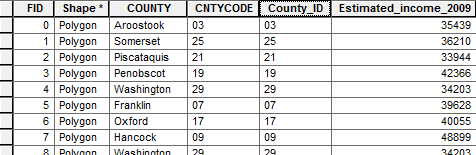 FID Shape * COUNTY CNTYCODE County_ID Estimated_income_2009
0 Polygon Aroostook 03 03 35439
1 Polygon Somerset 25 25 36210
2 Polygon Piscataquis 21 21 33944
3 Polygon Penobscot 19 19 42366
4 Polygon Washington 29 29 34203
5 Polygon Franklin 07 07 39628
6 Polygon Oxford 17 17 40055
7 Polygon Hancock 09 09 48899
8 Polygon Washington 29 29 34203